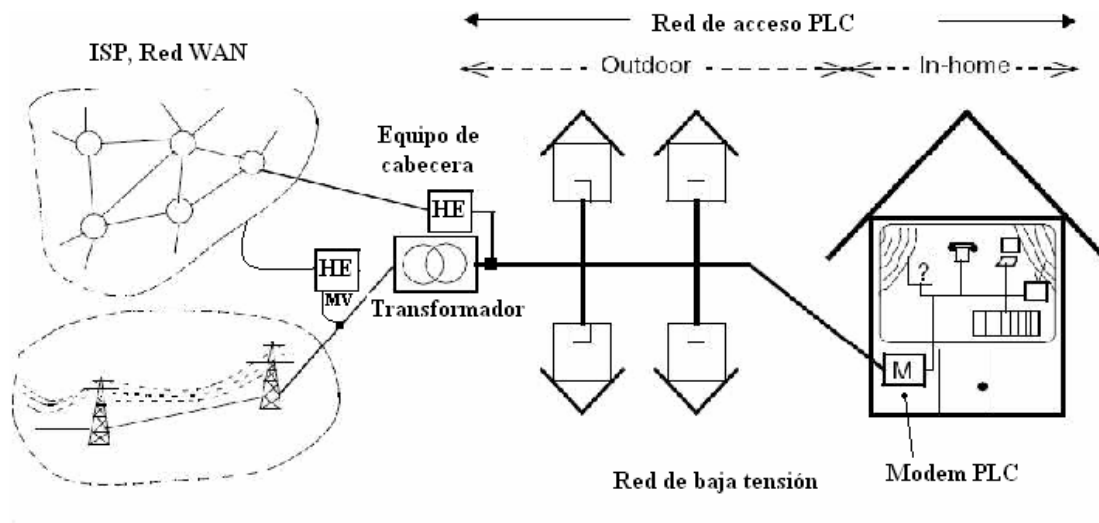 Red de acceso PLC
ISP, Red WAN
Outdoor
In-home
Equipo de
cabecera
HE
HE
MV
Transformador
?
M
Red de baja tensión
Modem PLC